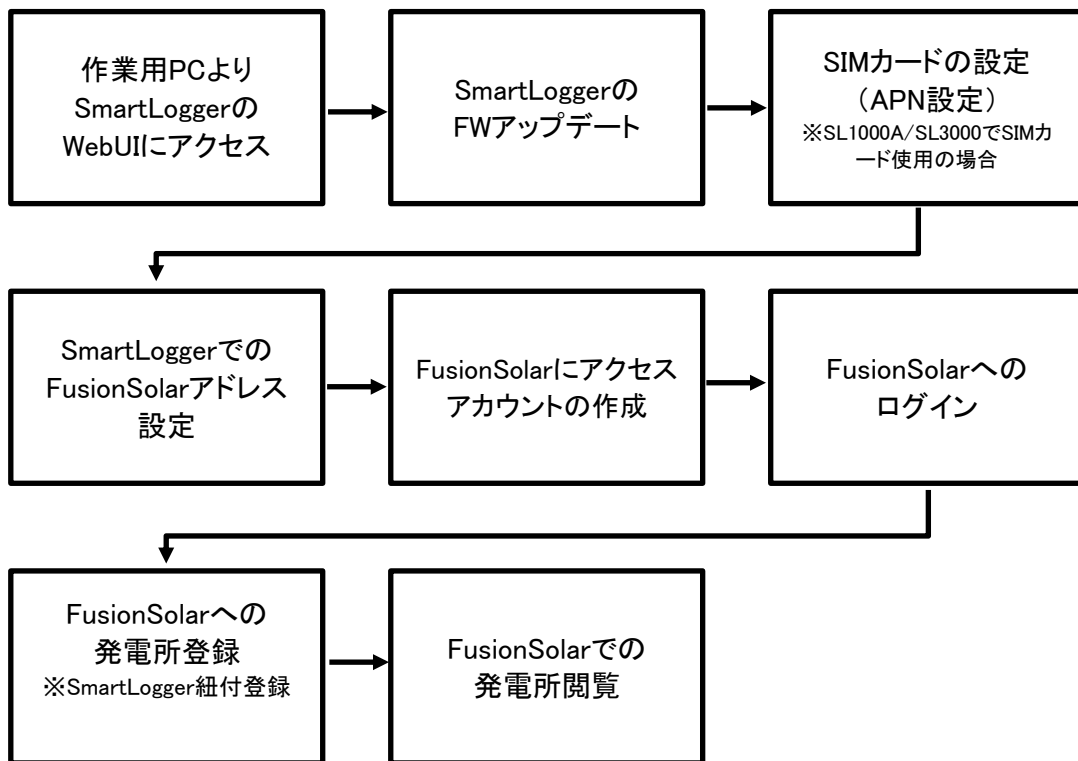 作業用PCより
SmartLoggerの
WebUIにアクセス
SmartLoggerの
FWアップデート
SIMカードの設定
（APN設定）
※SL1000A/SL3000でSIMカ
ード使用の場合
SmartLoggerでの
FusionSolarアドレス
設定
FusionSolarにアクセス
アカウントの作成
FusionSolarへの
ログイン
FusionSolarへの
発電所登録
※SmartLogger紐付登録
FusionSolarでの
発電所閲覧